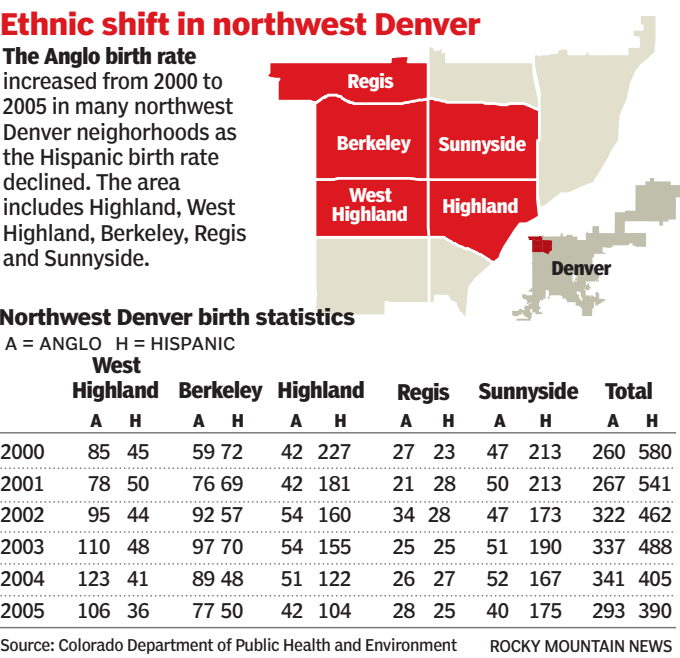 Ethnic shift in northwest Denver
The Anglo birth rate
increased from 2000 to
2005 in many northwest
Denver neighorhoods as
the Hispanic birth rate
declined. The area
includes Highland, West
Highland, Berkeley, Regis
and Sunnyside.
Regis
Berkeley Sunnyside
West
Highland
Highland
Denver
Northwest Denver birth statistics
A = ANGLO H = HISPANIC
West
Highland Berkeley Highland Regis Sunnyside Total
A H A H A H A H A H A H
2000 85 45 59 72 42 227 27 23 47 213 260 580
2001 78 50 76 69 42 181 21 28 50 213 267 541
2002 95 44 92 57 54 160 34 28 47 173 322 462
2003 110 48 97 70 54 155 25 25 51 190 337 488
2004 123 41 89 48 51 122 26 27 52 167 341 405
2005 106 36 77 50 42 104 28 25 40 175 293 390
Source: Colorado Department of Public Health and Environment ROCKY MOUNTAIN NEWS